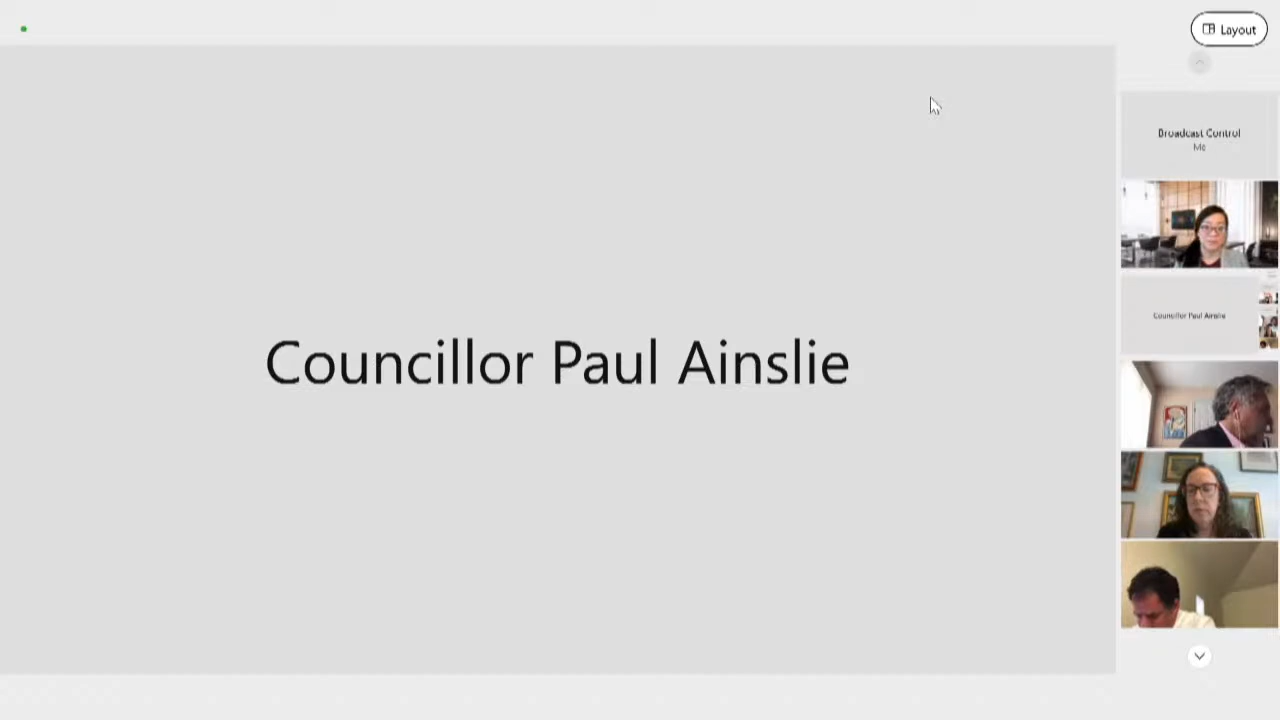 Layout
Broadcast Control
Me
Councillor Paul Ainslie
Councillor Paul Ainslie